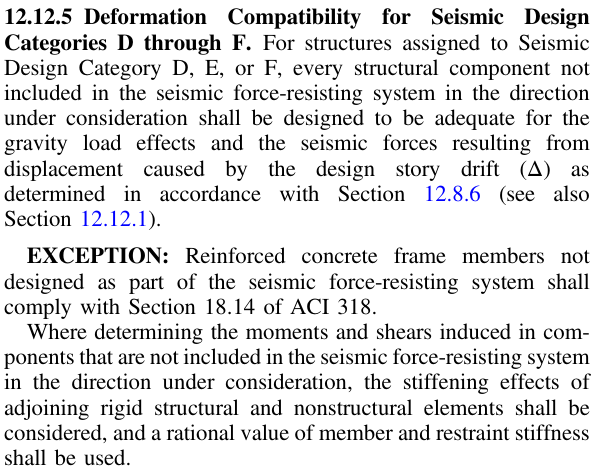 12.12.5 Deformation Compatibility for Seismic Design
Categories D through F. For structures assigned to Seismic
Design Category D, E, or F, every structural component not
included in the seismic force-resisting system in the direction
under consideration shall be designed to be adequate for the
gravity load effects and the seismic forces resulting from
displacement caused by the design story drift (Δ) as
determined in accordance with Section 12.8.6 (see also
Section 12.12.1).
EXCEPTION: Reinforced concrete frame members not
designed as part of the seismic force-resisting system shall
comply with Section 18.14 of ACI 318.
Where determining the moments and shears induced in com-
ponents that are not included in the seismic force-resisting system
in the direction under consideration, the stiffening effects of
adjoining rigid structural and nonstructural elements shall be
considered, and a rational value of member and restraint stiffness
shall be used.